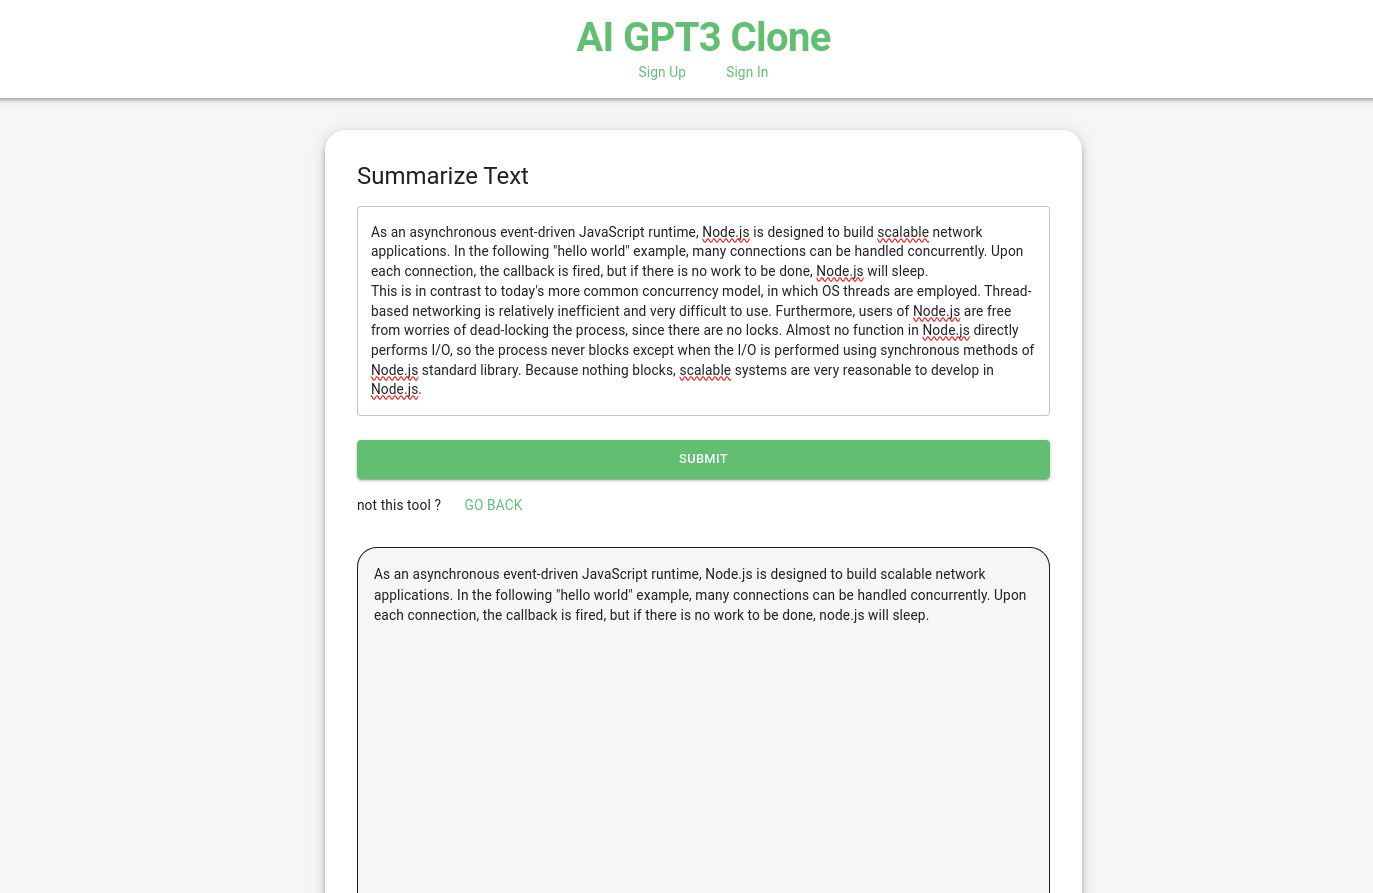 AI GPT3 Clone
Sign Up Sign In
Summarize Text
As an asynchronous event-driven JavaScript runtime, Node.js is designed to build scalable network
applications. In the following "hello world" example, many connections can be handled concurrently. Upon
each connection, the callback is fired, but if there is no work to be done, Node.js will sleep.
This is in contrast to today's more common concurrency model, in which OS threads are employed. Thread-
based networking is relatively inefficient and very difficult to use. Furthermore, users of Node.js are free
from worries of dead-locking the process, since there are no locks. Almost no function in Node.js directly
performs I/O, so the process never blocks except when the I/O is performed using synchronous methods of
Node.js standard library. Because nothing blocks, scalable systems are very reasonable to develop in
Node.js.
SUBMIT
not this tool ? GO BACK
As an asynchronous event-driven JavaScript runtime, Node.js is designed to build scalable network
applications. In the following "hello world" example, many connections can be handled concurrently. Upon
each connection, the callback is fired, but if there is no work to be done, node.js will sleep.